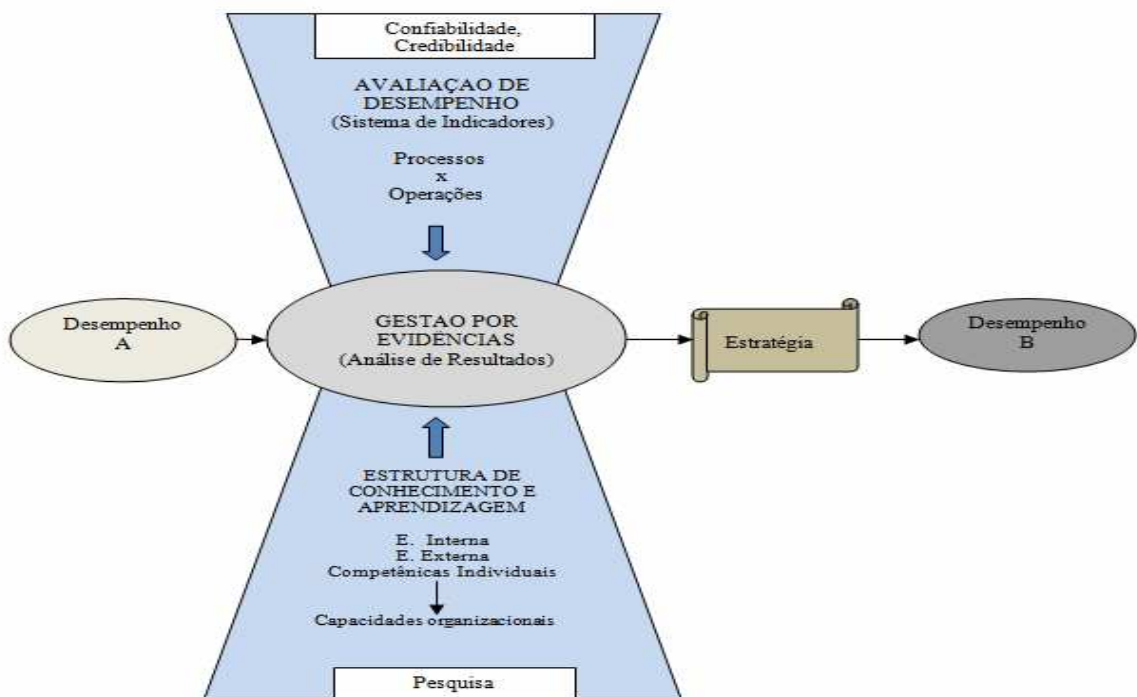 Confiabilidade,
Credibilidade
AVALIAÇAO DE
DESEMPENHO
(Sistema de Indicadores)
Processos
x
Operações
Desempenho
A
GESTAO POR
EVIDÊNCIAS
(Análise de Resultados)
Estratégia
Desempenho
B
ESTRUTURA DE
CONHECIMENTO E
APRENDIZAGEM
E. Interna
E. Externa
Competênicas Individuais
Capacidades organizacionais
Pesquisa